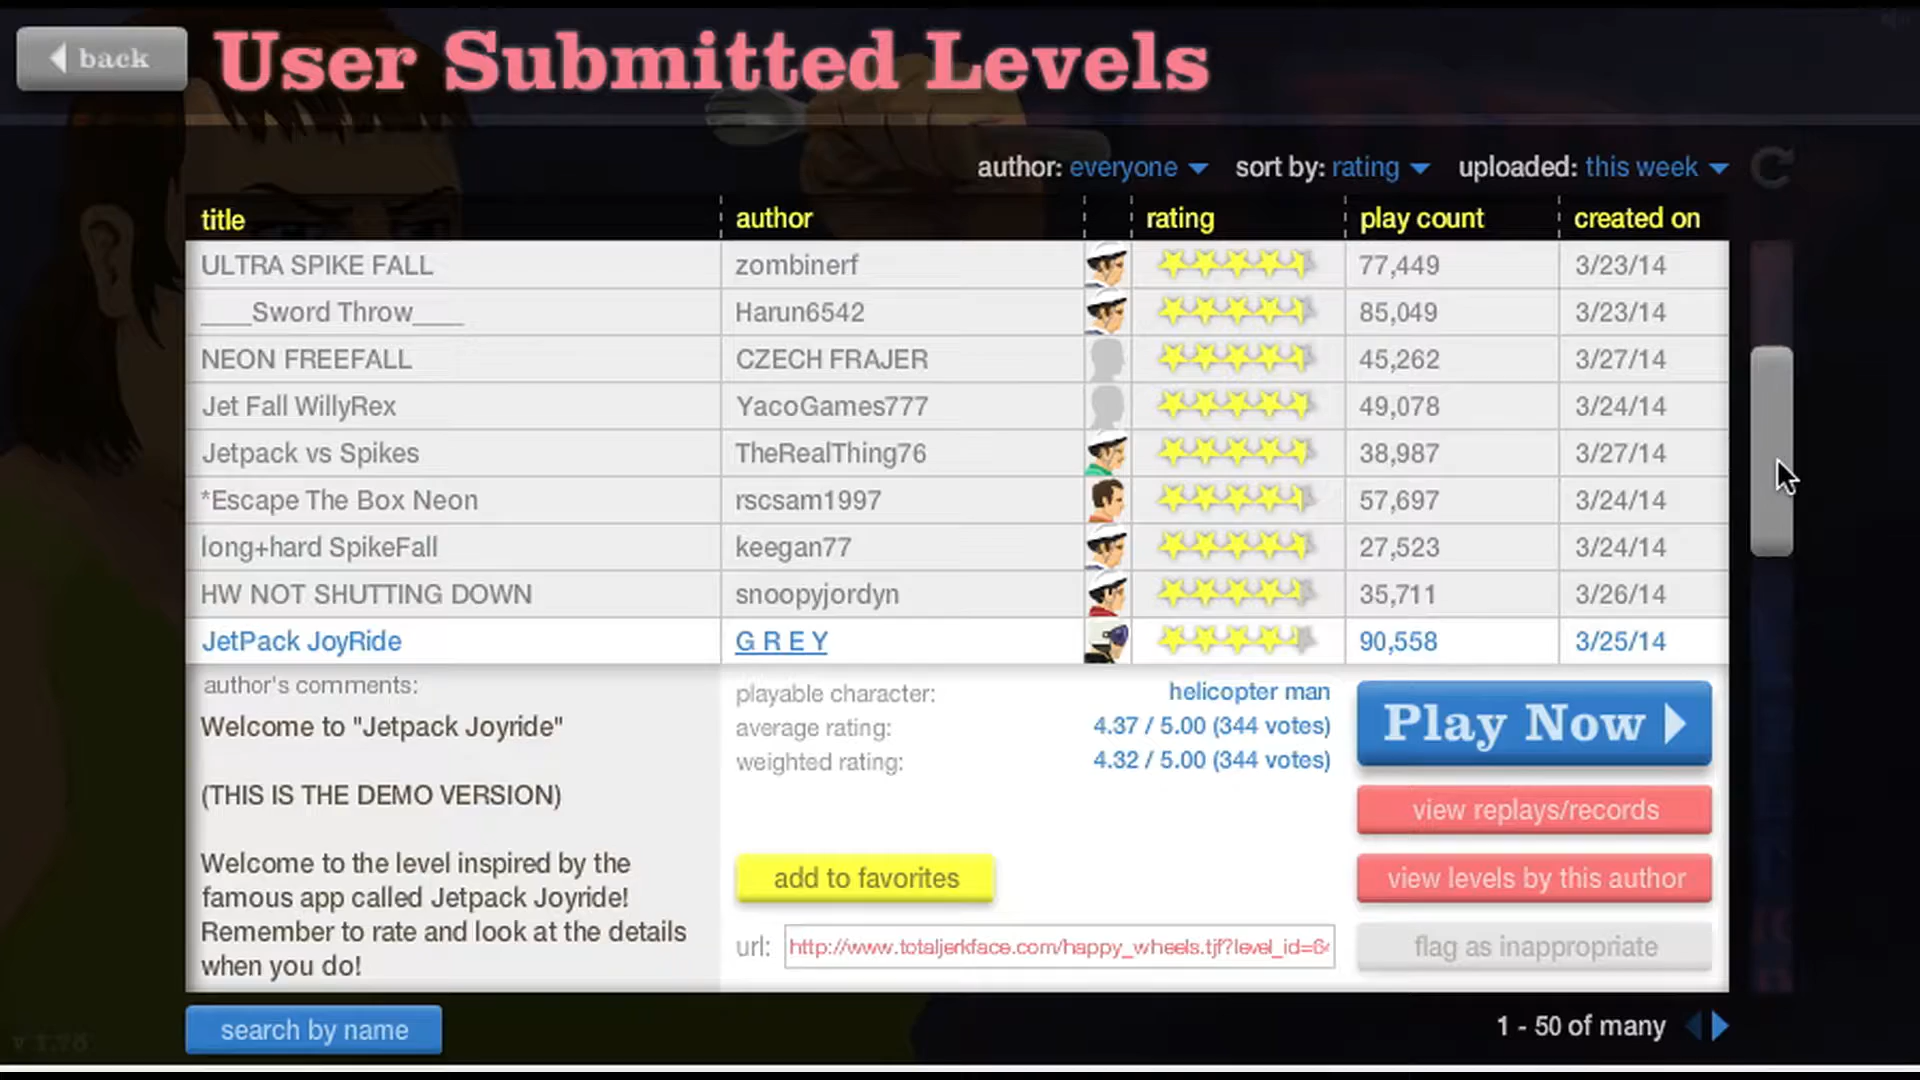 back
User Submitted Levels
author: everyone sort by: rating uploaded: this week
title author rating play count created on
ULTRA SPIKE FALL zombinerf 77,449 3/23/14
____Sword Throw____ Harun6542 85,049 3/23/14
NEON FREEFALL CZECH FRAJER 45,262 3/27/14
Jet Fall WillyRex YacoGames777 49,078 3/24/14
Jetpack vs Spikes TheRealThing76 38,987 3/27/14
*Escape The Box Neon rscsam1997 57,697 3/24/14
long+hard SpikeFall keegan77 27,523 3/24/14
HW NOT SHUTTING DOWN snoopyjordyn 35,711 3/26/14
JetPack JoyRide G R E Y 90,558 3/25/14
author's comments:
Welcome to "Jetpack Joyride"
(THIS IS THE DEMO VERSION)
Welcome to the level inspired by the
famous app called Jetpack Joyride!
Remember to rate and look at the details
when you do!
playable character: helicopter man
average rating: 4.37 / 5.00 (344 votes)
weighted rating: 4.32 / 5.00 (344 votes)
add to favorites
url: http://www.totaljerkface.com/happy_wheels.tjf?level_id=6
Play Now
view replays/records
view levels by this author
flag as inappropriate
search by name
1 - 50 of many